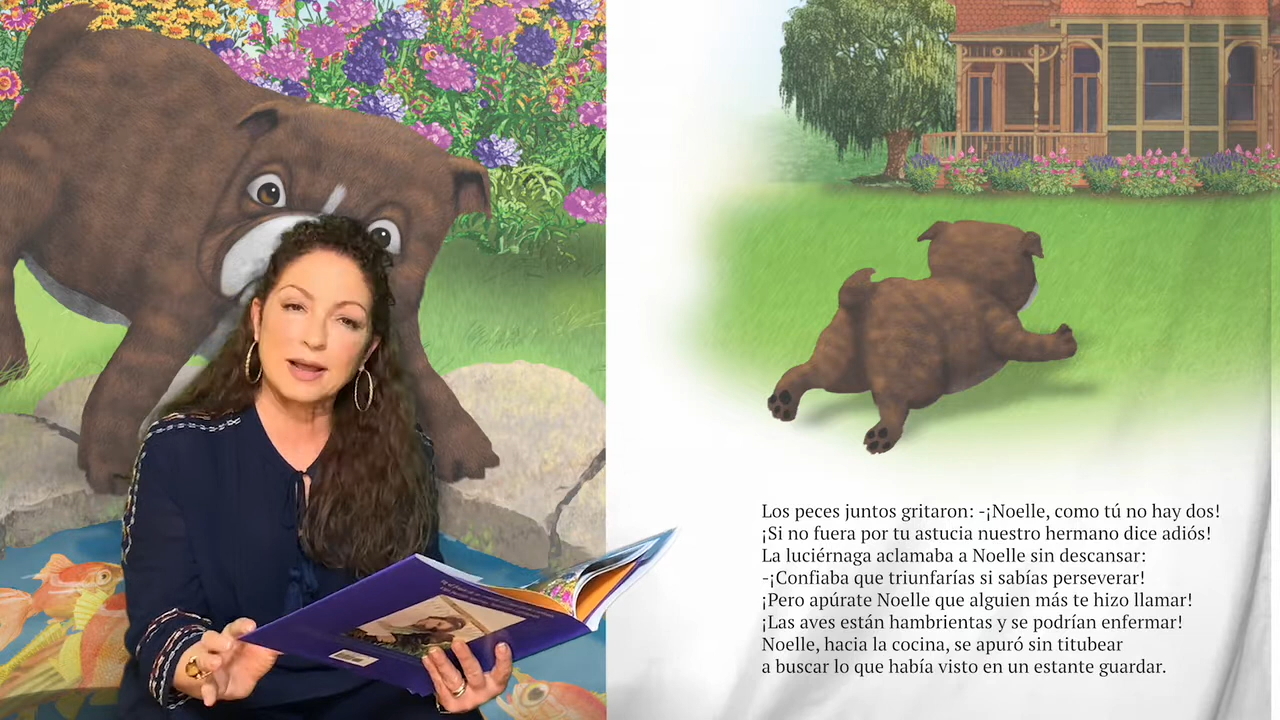 Los peces juntos gritaron: -¡Noelle, como tú no hay dos!
¡Si no fuera por tu astucia nuestro hermano dice adiós!
La luciérnaga aclamaba a Noelle sin descansar:
-¡Confiaba que triunfarías si sabías perseverar!
¡Pero apúrate Noelle que alguien más te hizo llamar!
¡Las aves están hambrientas y se podrían enfermar!
Noelle, hacia la cocina, se apuró sin titubear
a buscar lo que había visto en un estante guardar.